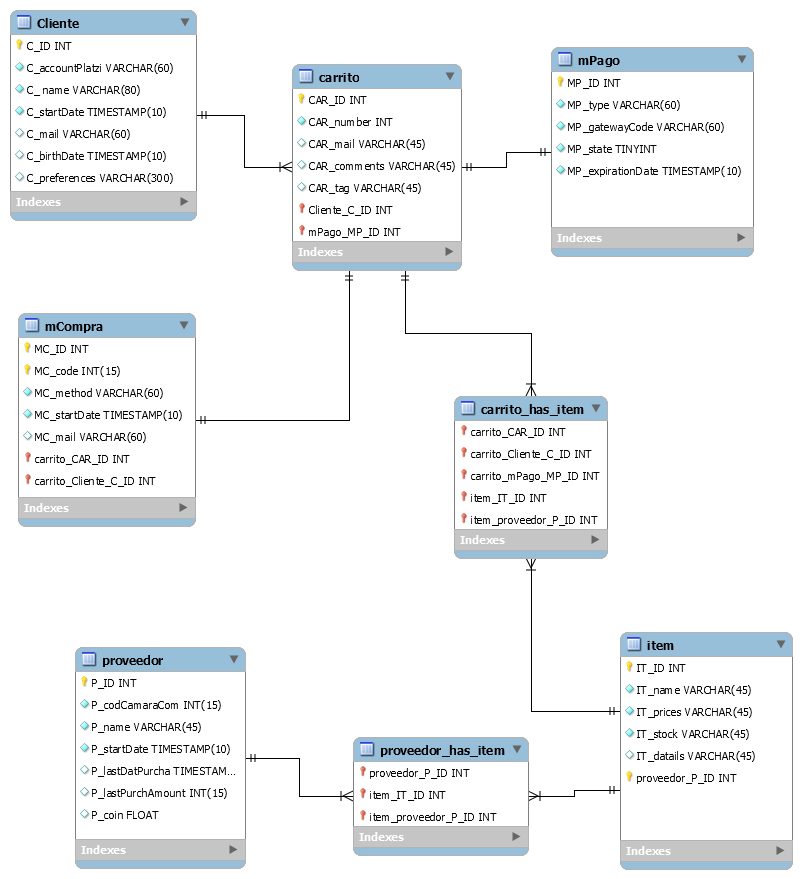 Cliente
C_ID INT
C_accountPlatzi VARCHAR(60)
C_ name VARCHAR(80)
C_startDate TIMESTAMP(10)
C_mail VARCHAR(60)
C_birthDate TIMESTAMP(10)
C_preferences VARCHAR(300)
Indexes
carrito
CAR_ID INT
CAR_number INT
CAR_mail VARCHAR(45)
CAR_comments VARCHAR(45)
CAR_tag VARCHAR(45)
Cliente_C_ID INT
mPago_MP_ID INT
Indexes
mPago
MP_ID INT
MP_type VARCHAR(60)
MP_gatewayCode VARCHAR(60)
MP_state TINYINT
MP_expirationDate TIMESTAMP(10)
Indexes
mCompra
MC_ID INT
MC_code INT(15)
MC_method VARCHAR(60)
MC_startDate TIMESTAMP(10)
MC_mail VARCHAR(60)
carrito_CAR_ID INT
carrito_Cliente_C_ID INT
Indexes
carrito_has_item
carrito_CAR_ID INT
carrito_Cliente_C_ID INT
carrito_mPago_MP_ID INT
item_IT_ID INT
item_proveedor_P_ID INT
Indexes
proveedor
P_ID INT
P_codCamaraCom INT(15)
P_name VARCHAR(45)
P_startDate TIMESTAMP(10)
P_lastDatPurcha TIMESTAM...
P_lastPurchAmount INT(15)
P_coin FLOAT
Indexes
proveedor_has_item
proveedor_P_ID INT
item_IT_ID INT
item_proveedor_P_ID INT
Indexes
item
IT_ID INT
IT_name VARCHAR(45)
IT_prices VARCHAR(45)
IT_stock VARCHAR(45)
IT_datails VARCHAR(45)
proveedor_P_ID INT
Indexes